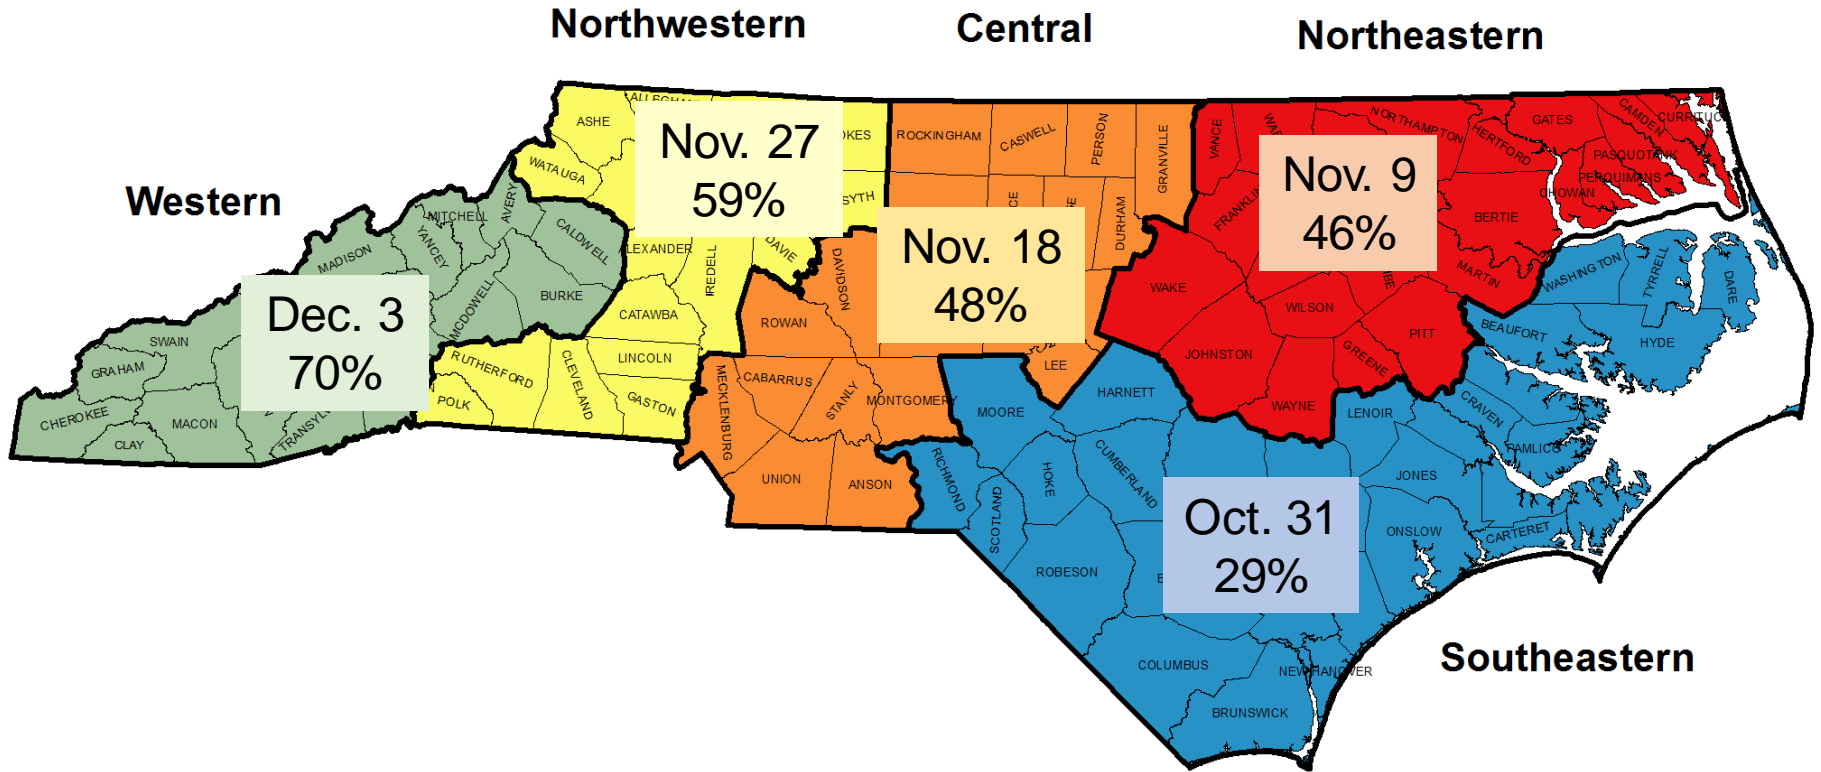 Northwestern
Central
Northeastern
Western
Southeastern
Nov. 27
59%
Nov. 9
46%
Nov. 18
48%
Dec. 3
70%
Oct. 31
29%
ASHE
WATAUGA
ALEXANDER
IREDELL
DAVIE
CATAWBA
LINCOLN
GASTON
CLEVELAND
RUTHERFORD
POLK
AVERY
MITCHELL
YANCEY
CALDWELL
MADISON
MCDOWELL
BURKE
SWAIN
GRAHAM
CHEROKEE
MACON
CLAY
ROCKINGHAM
CASWELL
PERSON
GRANVILLE
DURHAM
DAVIDSON
ROWAN
CABARRUS
STANLY
MONTGOMERY
MECKLENBURG
UNION
ANSON
LEE
VANCE
NORTHAMPTON
HERTFORD
GATES
CAMDEN
CURRITUCK
PASQUOTANK
PERQUIMANS
CHOWAN
BERTIE
MARTIN
WAKE
WILSON
JOHNSTON
GREENE
PITT
WAYNE
WASHINGTON
TYRRELL
DARE
BEAUFORT
HYDE
CRAVEN
PAMLICO
LENOIR
JONES
ONSLOW
CARTERET
HARNETT
MOORE
RICHMOND
HOKE
CUMBERLAND
SCOTLAND
ROBESON
COLUMBUS
NEW HANOVER
BRUNSWICK